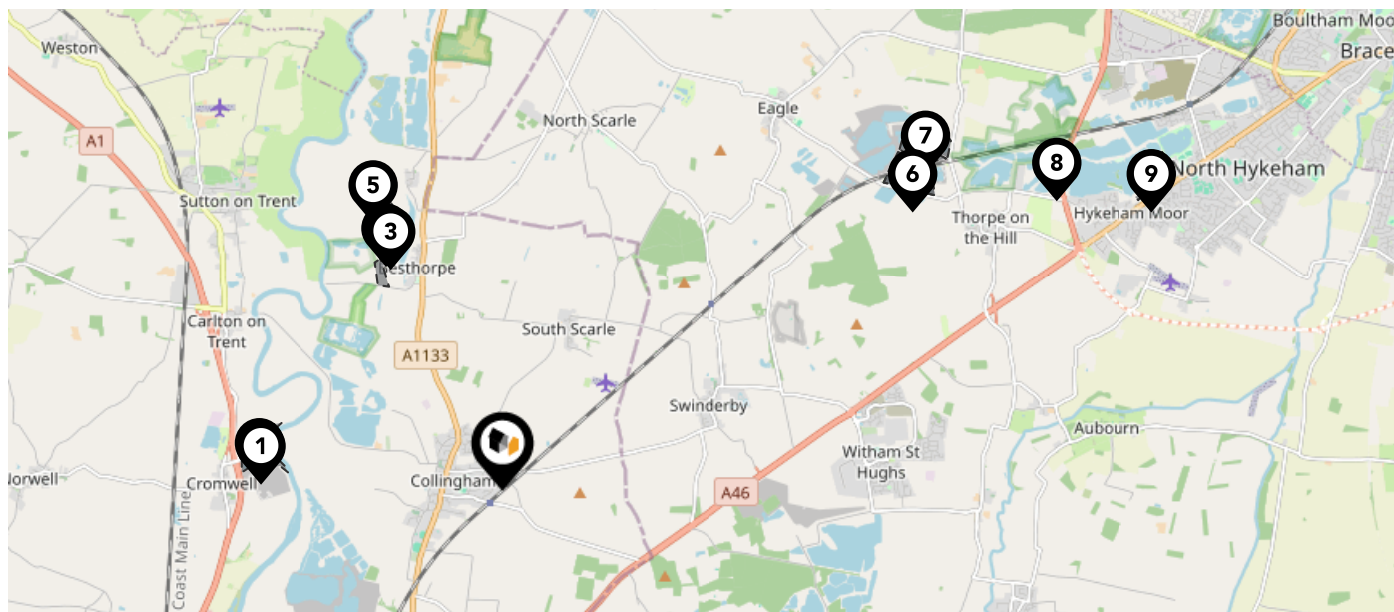 Boultham Moo
Weston
Brace
Eagle
North Scarle
A1
7
8
6
9
North Hykeham
5
Sutton on Trent
Hykeham Moor
Thorpe on
the Hill
3
esthorpe
Carlton on
Trent
South Scarle
A1133
Swinderby
Aubourn
1
Witham St
Hughs
Norwell
Cromwell
Collingham
A46
Coast Main Line